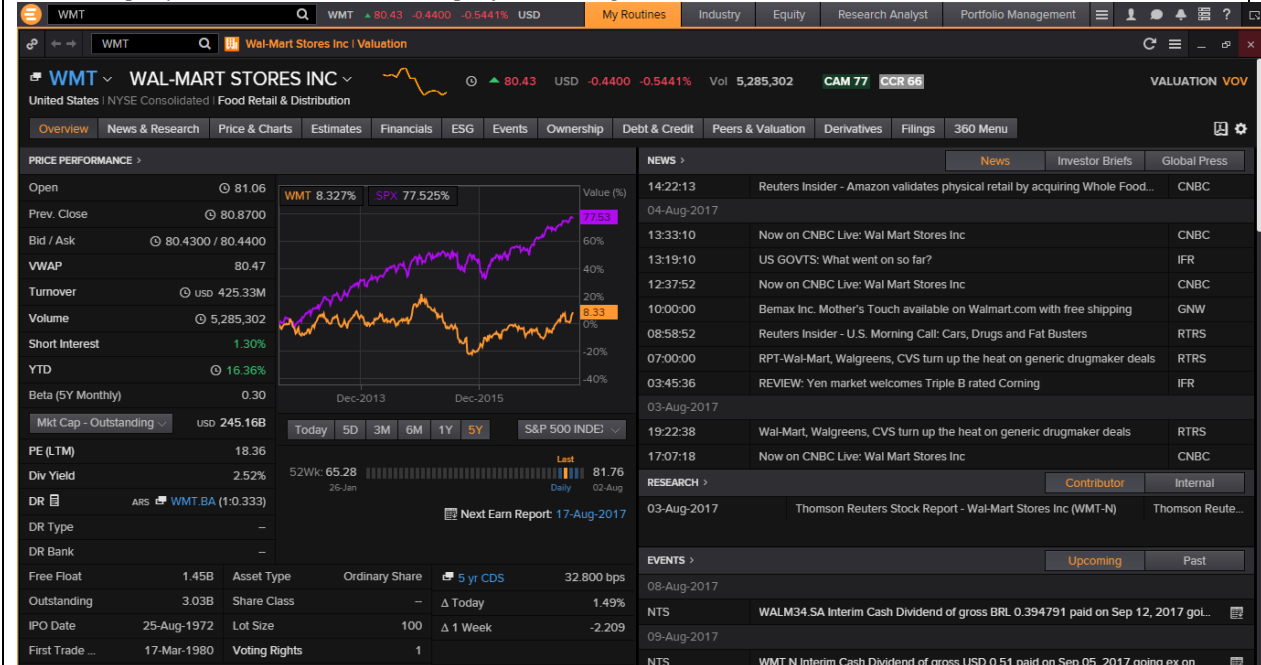 WMT WMT 80.43 -0.4400 -0.5441% USD My Routines Industry Equity Research Analyst Portfolio Management ?
WMT Wal-Mart Stores Inc | Valuation
WMT WAL-MART STORES INC 80.43 USD -0.4400 -0.5441% Vol 5,285,302 CAM 77 CCR 66 VALUATION VOV
United States | NYSE Consolidated | Food Retail & Distribution
Overview News & Research Price & Charts Estimates Financials ESG Events Ownership Debt & Credit Peers & Valuation Derivatives Filings 360 Menu
PRICE PERFORMANCE >
Open 81.06
Prev. Close 80.8700
Bid / Ask 80.4300 / 80.4400
VWAP 80.47
Turnover USD 425.33M
Volume 5,285,302
Short Interest 1.30%
YTD 16.36%
Beta (5Y Monthly) 0.30
Mkt Cap - Outstanding USD 245.16B
PE (LTM) 18.36
Div Yield 2.52%
DR ARS WMT.BA (1:0.333)
DR Type –
DR Bank –
WMT 8.327% .SPX 77.525% Value (%)
77.53
60%
40%
20%
8.33
0%
-20%
-40%
Dec-2013 Dec-2015
Today 5D 3M 6M 1Y 5Y S&P 500 INDEX
Last
52Wk: 65.28 81.76
26-Jan Daily 02-Aug
Next Earn Report: 17-Aug-2017
Free Float 1.45B Asset Type Ordinary Share 5 yr CDS 32.800 bps
Outstanding 3.03B Share Class – Δ Today 1.49%
IPO Date 25-Aug-1972 Lot Size 100 Δ 1 Week -2.209
First Trade ... 17-Mar-1980 Voting Rights 1
NEWS > News Investor Briefs Global Press
14:22:13 Reuters Insider - Amazon validates physical retail by acquiring Whole Food... CNBC
04-Aug-2017
13:33:10 Now on CNBC Live: Wal Mart Stores Inc CNBC
13:19:10 US GOVTS: What went on so far? IFR
12:37:52 Now on CNBC Live: Wal Mart Stores Inc CNBC
10:00:00 Bemax Inc. Mother's Touch available on Walmart.com with free shipping GNW
08:58:52 Reuters Insider - U.S. Morning Call: Cars, Drugs and Fat Busters RTRS
07:00:00 RPT-Wal-Mart, Walgreens, CVS turn up the heat on generic drugmaker deals RTRS
03:45:36 REVIEW: Yen market welcomes Triple B rated Corning IFR
03-Aug-2017
19:22:38 Wal-Mart, Walgreens, CVS turn up the heat on generic drugmaker deals RTRS
17:07:18 Now on CNBC Live: Wal Mart Stores Inc CNBC
RESEARCH > Contributor Internal
03-Aug-2017 Thomson Reuters Stock Report - Wal-Mart Stores Inc (WMT-N) Thomson Reute...
EVENTS > Upcoming Past
08-Aug-2017
NTS WALM34.SA Interim Cash Dividend of gross BRL 0.394791 paid on Sep 12, 2017 goi...
09-Aug-2017
NTS WMT.N Interim Cash Dividend of gross USD 0.51 paid on Sep 05, 2017 going ex on